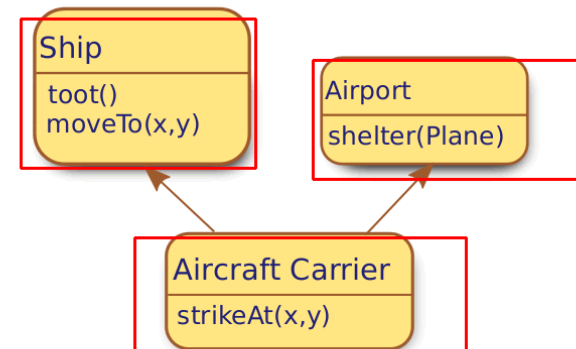 Ship
toot()
moveTo(x,y)
Airport
shelter(Plane)
Aircraft Carrier
strikeAt(x,y)